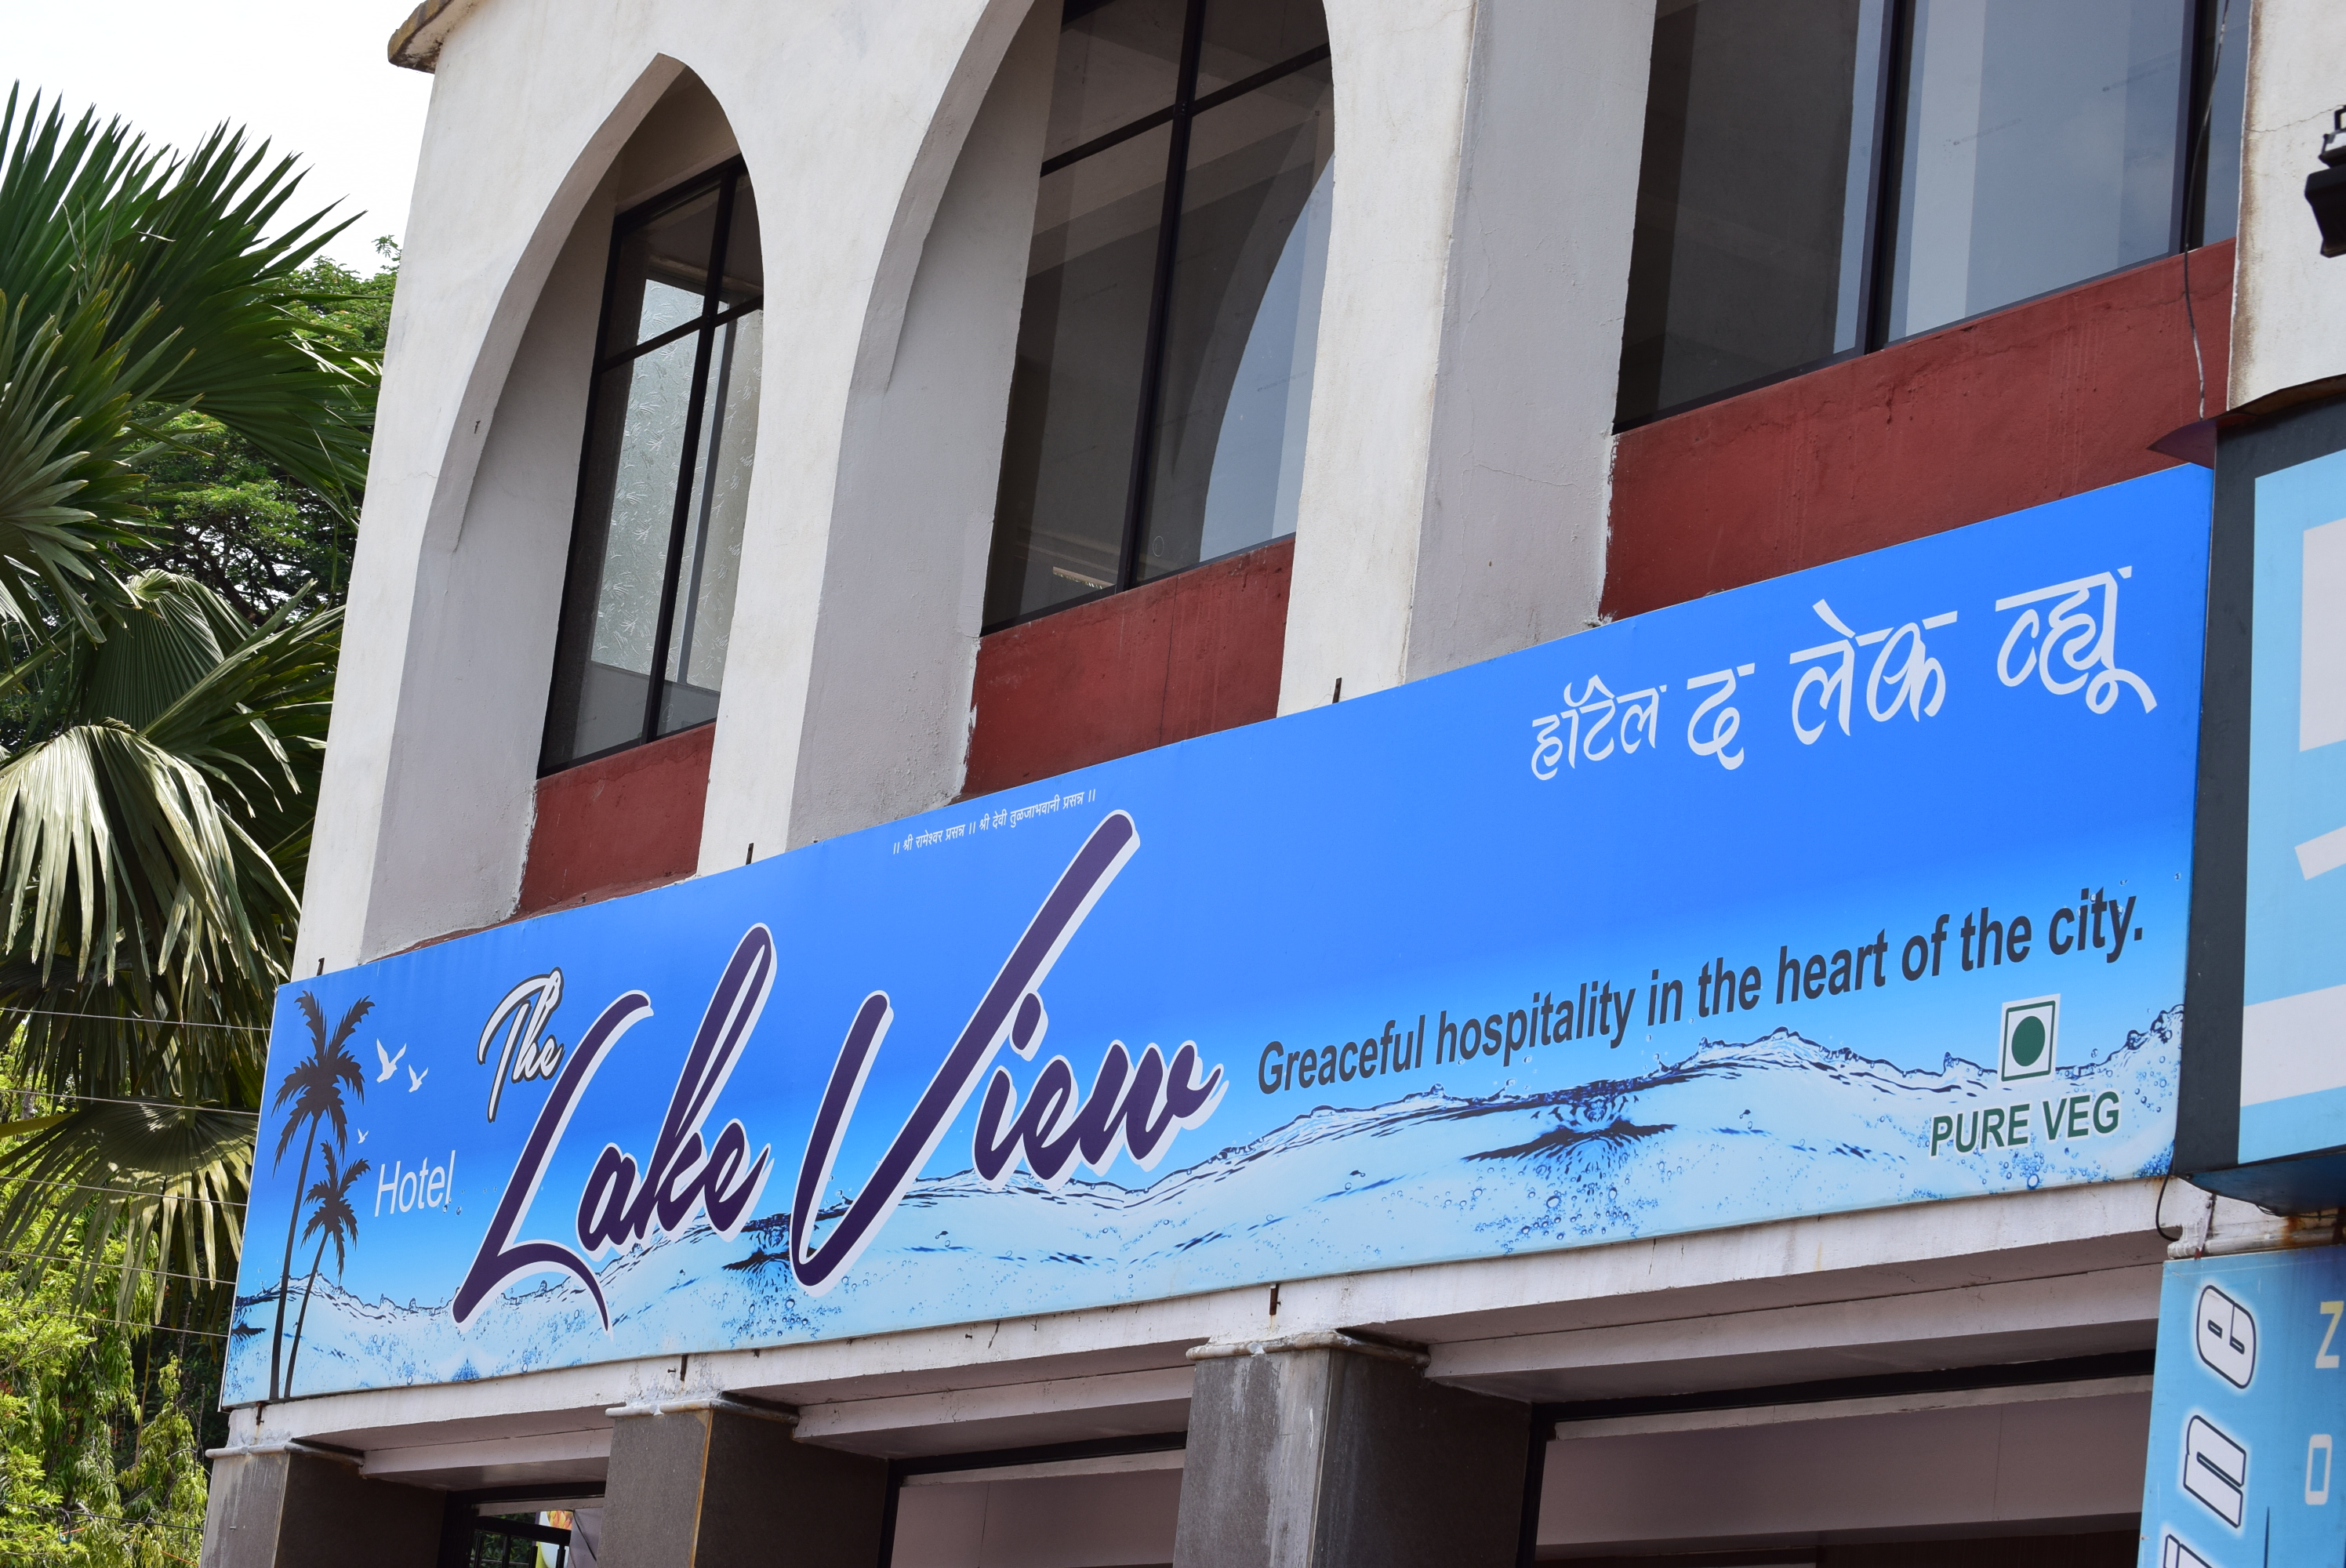 ।। श्री रामेश्वर प्रसन्न ।। श्री देवी तुळजाभवानी प्रसन्न ।।
हॉटेल द लेक व्ह्यू
Hotel The Lake View
Greaceful hospitality in the heart of the city.
PURE VEG
ine
Z
O